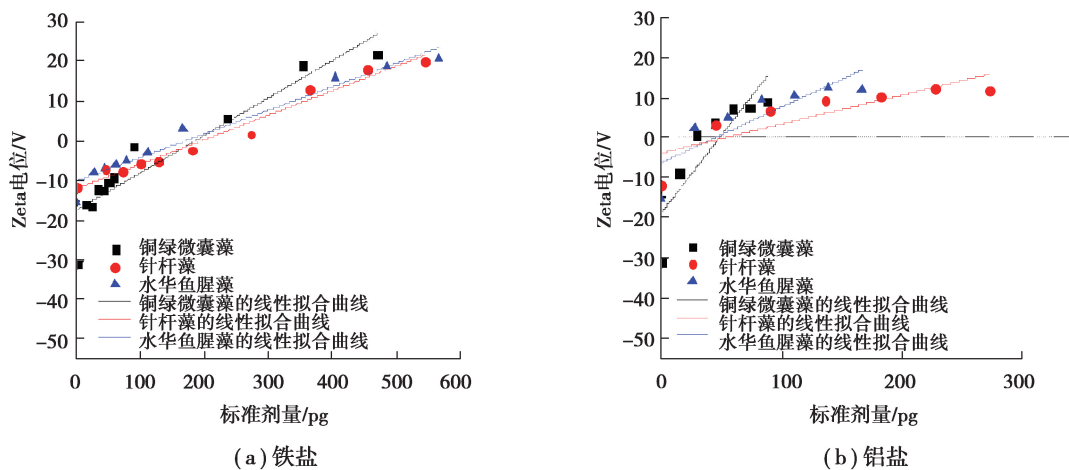 30
20
10
0
−10
−20
−30
−40
−50
Zeta电位/V
铜绿微囊藻
针杆藻
水华鱼腥藻
铜绿微囊藻的线性拟合曲线
针杆藻的线性拟合曲线
水华鱼腥藻的线性拟合曲线
0 100 200 300 400 500 600
标准剂量/pg
(a)铁盐
30
20
10
0
−10
−20
−30
−40
−50
Zeta电位/V
铜绿微囊藻
针杆藻
水华鱼腥藻
铜绿微囊藻的线性拟合曲线
针杆藻的线性拟合曲线
水华鱼腥藻的线性拟合曲线
0 100 200 300
标准剂量/pg
(b)铝盐